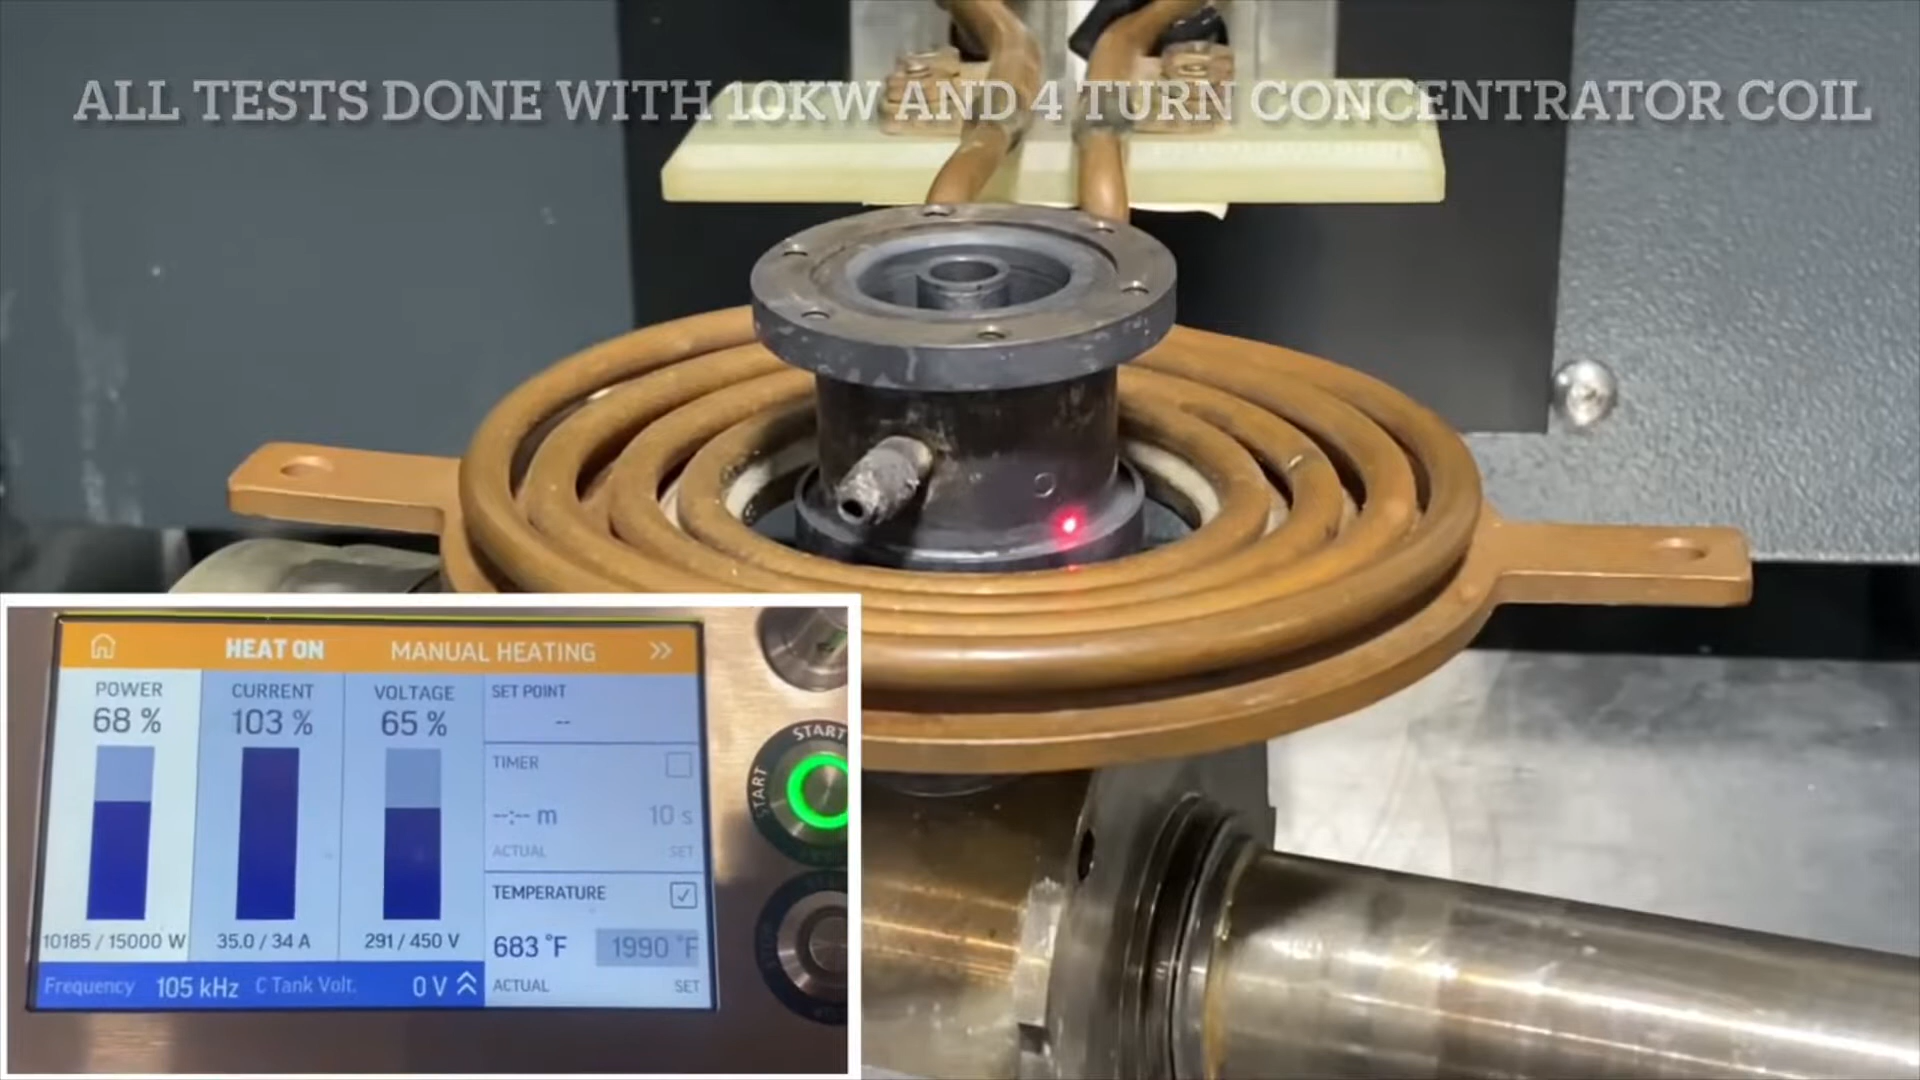 ALL TESTS DONE WITH 10KW AND 4 TURN CONCENTRATOR COIL
HEAT ON MANUAL HEATING »
POWER CURRENT VOLTAGE SET POINT
68 % 103 % 65 % --
TIMER
--:-- m 10 s
ACTUAL SET
TEMPERATURE
10185 / 15000 W 35.0 / 34 A 291 / 450 V 683 °F 1990 °F
Frequency 105 kHz C Tank Volt. 0 V ACTUAL SET
START
START